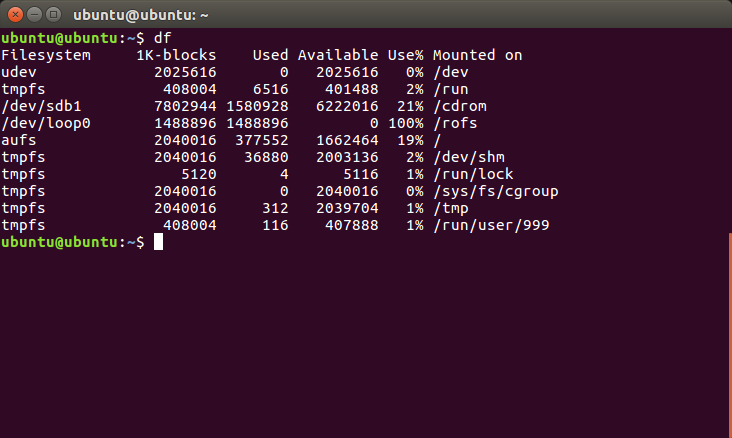 ubuntu@ubuntu: ~
ubuntu@ubuntu:~$ df
Filesystem     1K-blocks    Used Available Use% Mounted on
udev             2025616       0   2025616   0% /dev
tmpfs             408004    6516    401488   2% /run
/dev/sdb1        7802944 1580928   6222016  21% /cdrom
/dev/loop0       1488896 1488896         0 100% /rofs
aufs             2040016  377552   1662464  19% /
tmpfs            2040016   36880   2003136   2% /dev/shm
tmpfs               5120       4      5116   1% /run/lock
tmpfs            2040016       0   2040016   0% /sys/fs/cgroup
tmpfs            2040016     312   2039704   1% /tmp
tmpfs             408004     116    407888   1% /run/user/999
ubuntu@ubuntu:~$